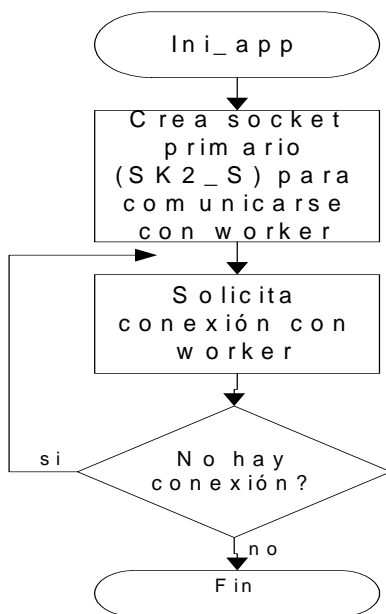 Ini_app
Crea socket
primario
(SK2_S) para
comunicarse
con worker
Solicita
conexión con
worker
si
No hay
conexión?
no
Fin